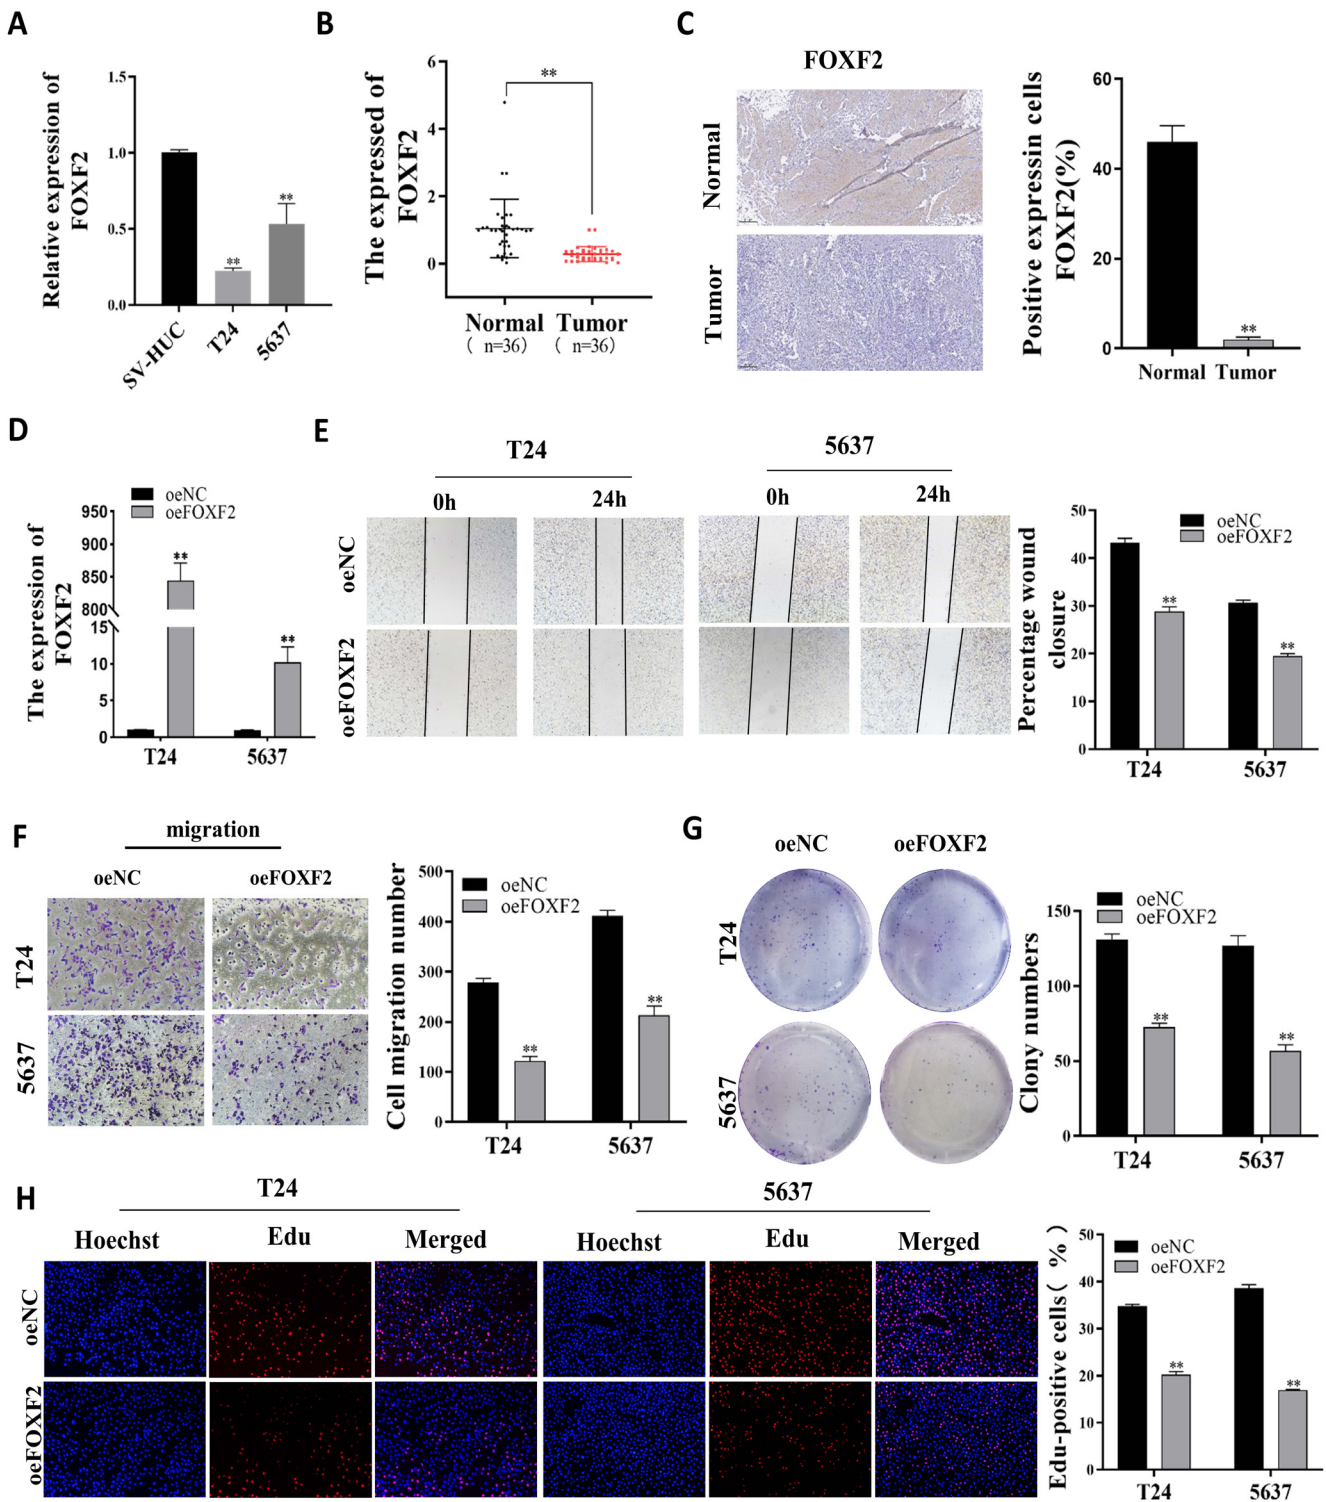 A
Relative expression of
FOXF2
1.5
1.0
0.5
0.0
**
**
SV-HUC
T24
5637
B
The expressed of
FOXF2
6
4
2
0
**
Normal
Tumor
( n=36)
( n=36)
C
FOXF2
Normal
Tumor
Positive expressin cells
FOXF2(%)
60
40
20
0
**
Normal
Tumor
D
oeNC
oeFOXF2
The expression of
FOXF2
950
900
850
800
15
10
5
0
**
**
T24
5637
E
T24
5637
0h
24h
0h
24h
oeNC
oeFOXF2
Percentage wound
closure
50
40
30
20
10
0
oeNC
oeFOXF2
**
**
T24
5637
F
migration
oeNC
oeFOXF2
T24
5637
Cell migration number
500
400
300
200
100
0
oeNC
oeFOXF2
**
**
T24
5637
G
oeNC
oeFOXF2
T24
5637
Clony numbers
150
100
50
0
oeNC
oeFOXF2
**
**
T24
5637
H
T24
5637
Hoechst
Edu
Merged
Hoechst
Edu
Merged
oeNC
oeFOXF2
Edu-positive cells( %)
50
40
30
20
10
0
oeNC
oeFOXF2
**
**
T24
5637